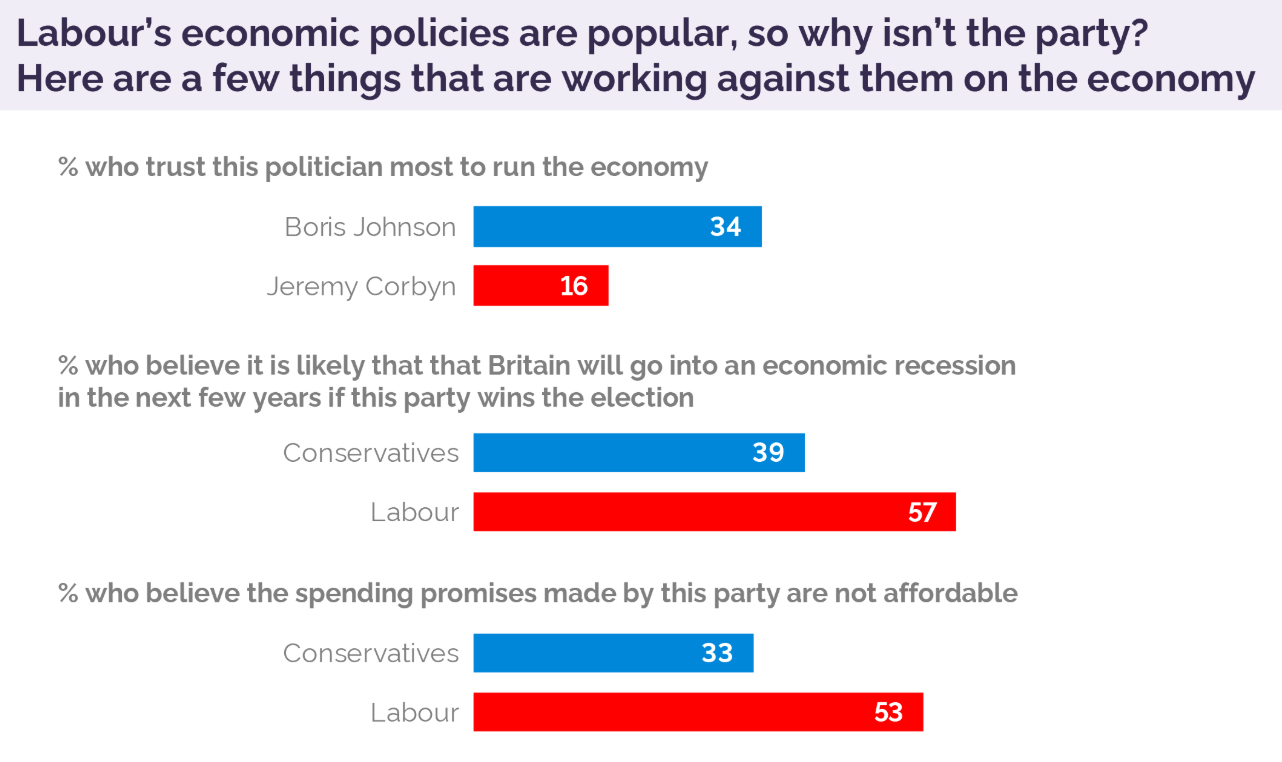 Labour’s economic policies are popular, so why isn’t the party?
Here are a few things that are working against them on the economy
% who trust this politician most to run the economy
Boris Johnson 34
Jeremy Corbyn 16
% who believe it is likely that that Britain will go into an economic recession
in the next few years if this party wins the election
Conservatives 39
Labour 57
% who believe the spending promises made by this party are not affordable
Conservatives 33
Labour 53